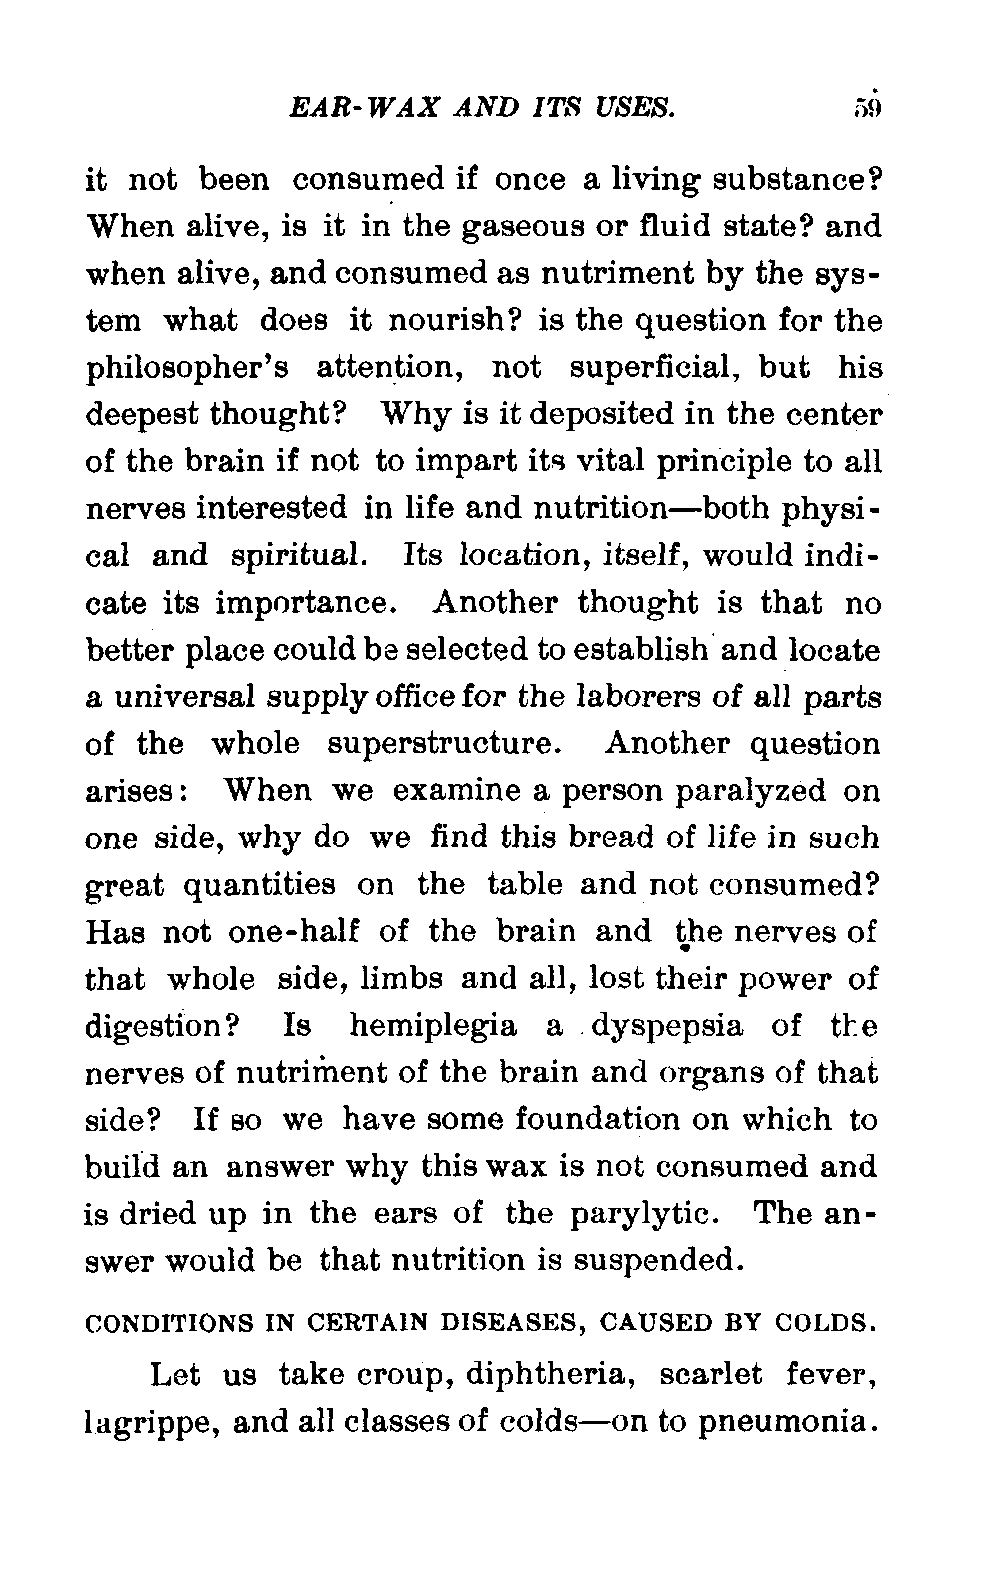 EAR-WAX AND ITS USES. 59
it not been consumed if once a living substance?
When alive, is it in the gaseous or fluid state? and
when alive, and consumed as nutriment by the sys-
tem what does it nourish? is the question for the
philosopher's attention, not superficial, but his
deepest thought? Why is it deposited in the center
of the brain if not to impart its vital principle to all
nerves interested in life and nutrition—both physi-
cal and spiritual. Its location, itself, would indi-
cate its importance. Another thought is that no
better place could be selected to establish and locate
a universal supply office for the laborers of all parts
of the whole superstructure. Another question
arises: When we examine a person paralyzed on
one side, why do we find this bread of life in such
great quantities on the table and not consumed?
Has not one-half of the brain and the nerves of
that whole side, limbs and all, lost their power of
digestion? Is hemiplegia a dyspepsia of the
nerves of nutriment of the brain and organs of that
side? If so we have some foundation on which to
build an answer why this wax is not consumed and
is dried up in the ears of the parylytic. The an-
swer would be that nutrition is suspended.
CONDITIONS IN CERTAIN DISEASES, CAUSED BY COLDS.
Let us take croup, diphtheria, scarlet fever,
lagrippe, and all classes of colds—on to pneumonia.